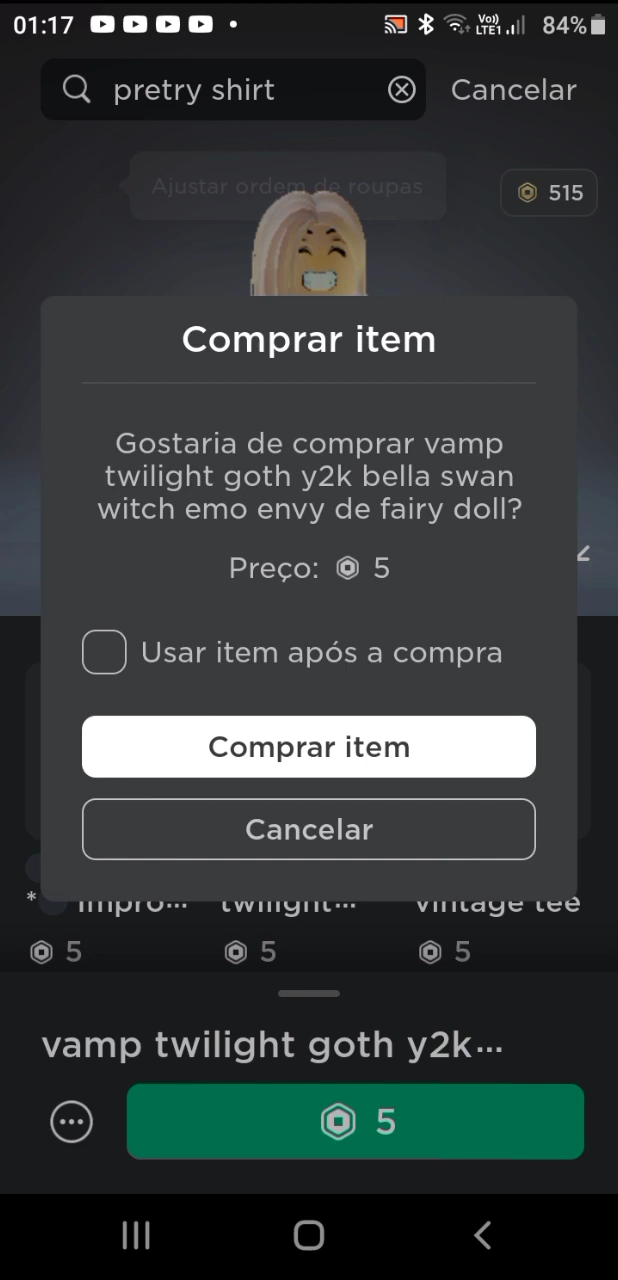 01:17
Vo)) LTE1 84%
pretry shirt
Cancelar
Ajustar ordem de roupas
515
Comprar item
Gostaria de comprar vamp
twilight goth y2k bella swan
witch emo envy de fairy doll?
Preço: 5
Usar item após a compra
Comprar item
Cancelar
* impro... twilight... vintage tee
5 5 5
vamp twilight goth y2k...
5